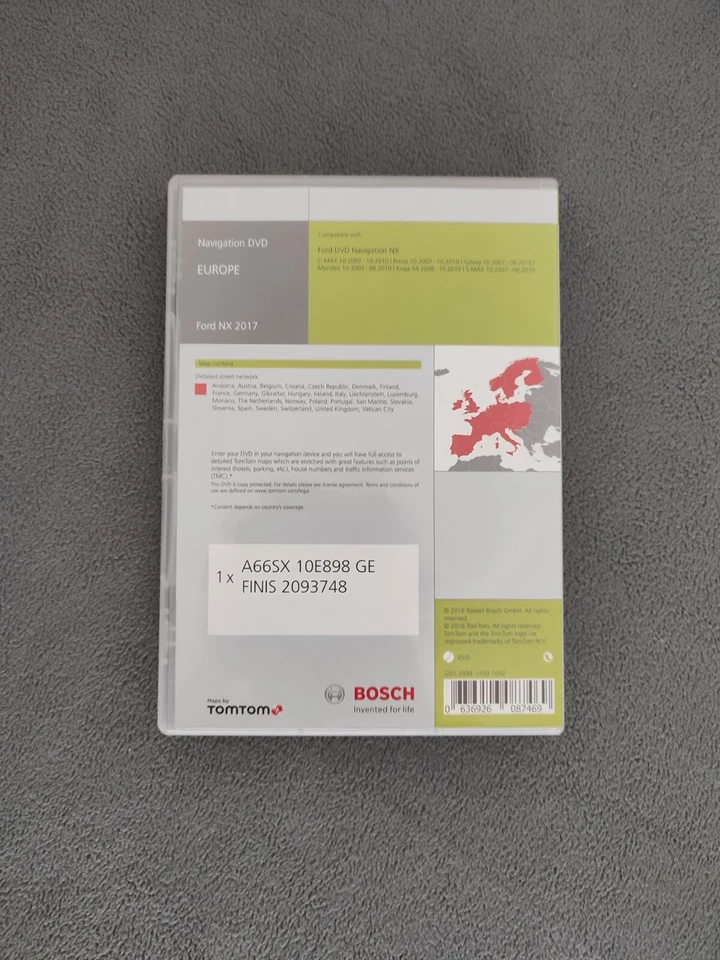 Navigation DVD
EUROPE
Ford NX 2017
Compatible with
Ford DVD Navigation NX
C-MAX 10.2007 - 10.2010 | Focus 10.2007 - 10.2010 | Galaxy 10.2007 - 08.2010 |
Mondeo 10.2007 - 08.2010 | Kuga 04.2008 - 10.2010 | S-MAX 10.2007 - 08.2010
Map content
Detailed street network
Andorra, Austria, Belgium, Croatia, Czech Republic, Denmark, Finland,
France, Germany, Gibraltar, Hungary, Ireland, Italy, Liechtenstein, Luxemburg,
Monaco, The Netherlands, Norway, Poland, Portugal, San Marino, Slovakia,
Slovenia, Spain, Sweden, Switzerland, United Kingdom, Vatican City
Enter your DVD in your navigation device and you will have full access to
detailed TomTom maps which are enriched with great features such as points of
interest (hotels, parking, etc.), house numbers and traffic information services
(TMC).*
This DVD is copy protected. For details please see license agreement. Terms and conditions of
use are defined on www.tomtom.com/legal
*Content depends on country's coverage.
1 x
A66SX 10E898 GE
FINIS 2093748
© 2016 Robert Bosch GmbH. All rights
reserved.
© 2016 TomTom. All rights reserved.
TomTom and the TomTom logo are
registered trademarks of TomTom N.V.
DVD
0 636926 087469
Maps by
TOMTOM
BOSCH
Invented for life